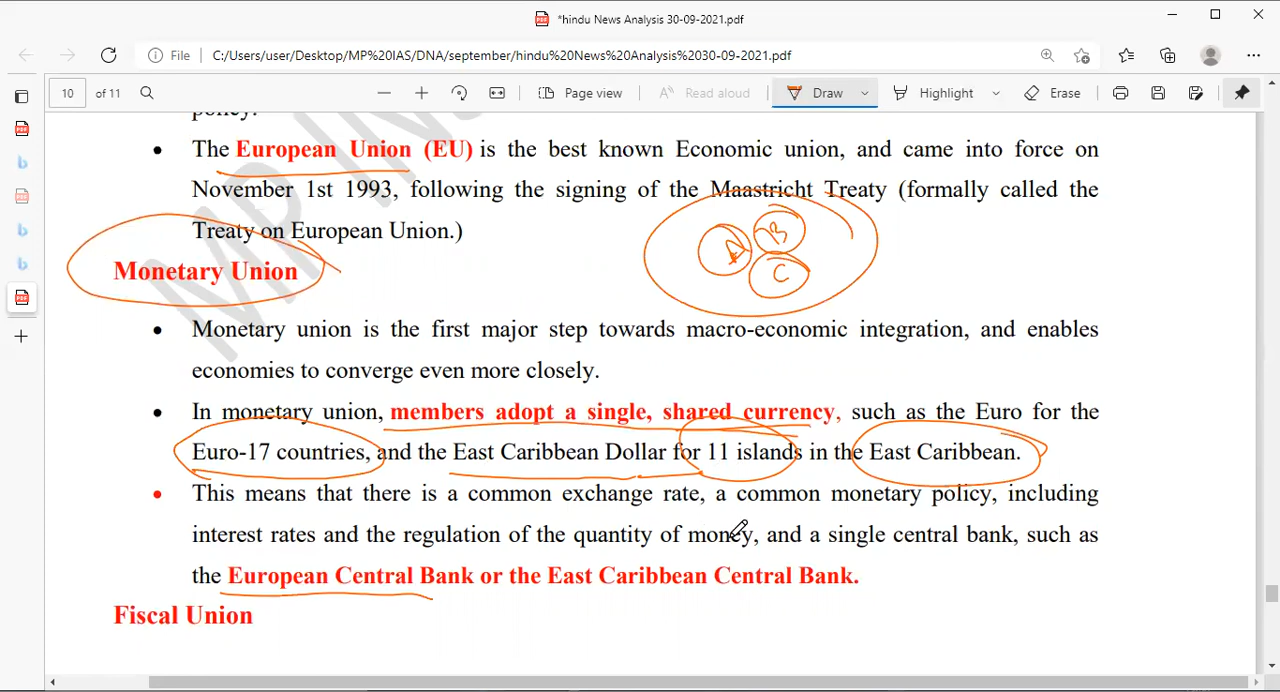 *hindu News Analysis 30-09-2021.pdf
File C:/Users/user/Desktop/MP%20IAS/DNA/september/hindu%20News%20Analysis%2030-09-2021.pdf
10 of 11 Page view Read aloud Draw Highlight Erase
policy.
• The European Union (EU) is the best known Economic union, and came into force on
November 1st 1993, following the signing of the Maastricht Treaty (formally called the
Treaty on European Union.)
A B
C
Monetary Union
• Monetary union is the first major step towards macro-economic integration, and enables
economies to converge even more closely.
• In monetary union, members adopt a single, shared currency, such as the Euro for the
Euro-17 countries, and the East Caribbean Dollar for 11 islands in the East Caribbean.
• This means that there is a common exchange rate, a common monetary policy, including
interest rates and the regulation of the quantity of money, and a single central bank, such as
the European Central Bank or the East Caribbean Central Bank.
Fiscal Union